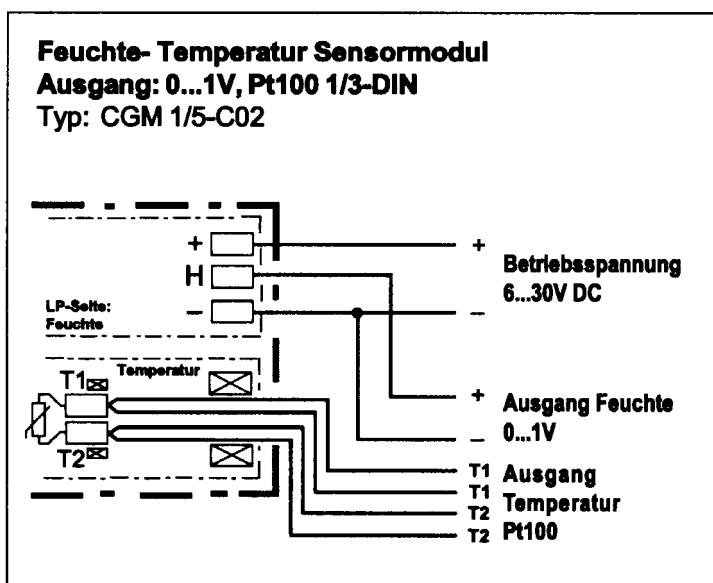 Feuchte- Temperatur Sensormodul
Ausgang: 0...1V, Pt100 1/3-DIN
Typ: CGM 1/5-C02
+
H
–
LP-Seite:
Feuchte
+
Betriebsspannung
6...30V DC
–
Temperatur
T1
T2
+
Ausgang Feuchte
0...1V
–
T1 Ausgang
T1
Temperatur
T2
T2 Pt100